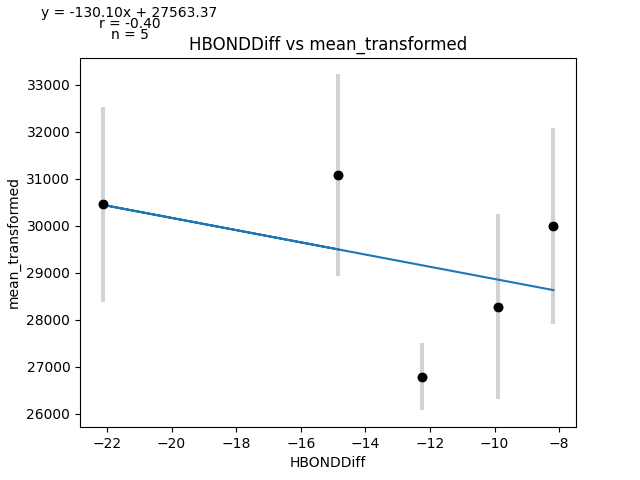 y = -130.10x + 27563.37
r = -0.40
n = 5
HBONDDiff vs mean_transformed
33000
32000
31000
30000
29000
28000
27000
26000
mean_transformed
−22
−20
−18
−16
−14
−12
−10
−8
HBONDDiff